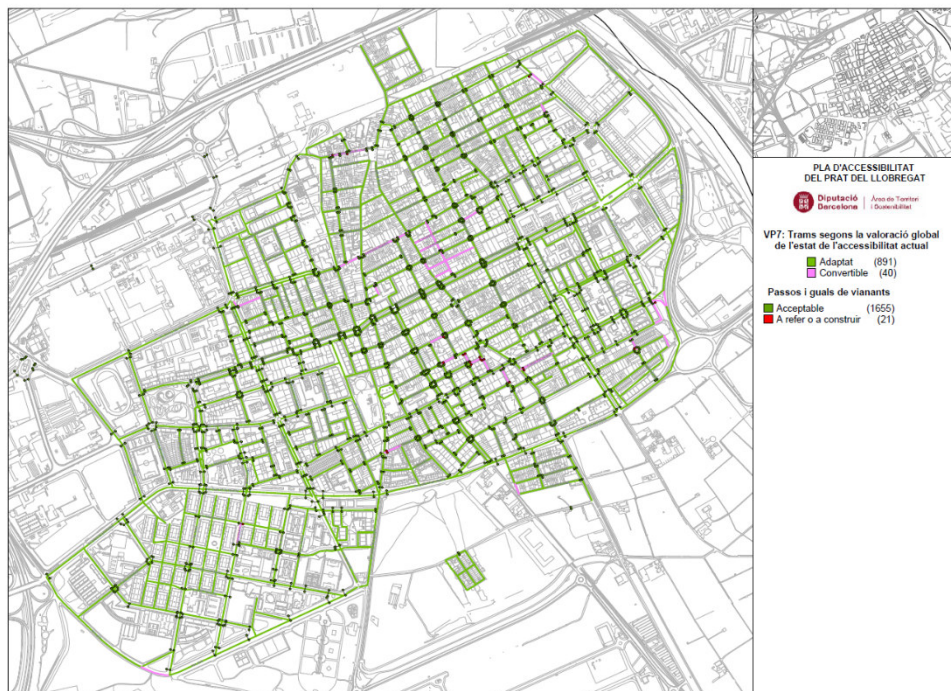 PLA D'ACCESSIBILITAT
DEL PRAT DEL LLOBREGAT
Diputació
Barcelona
Àrea de Territori
i Sostenibilitat
VP7: Trams segons la valoració global
de l'estat de l'accessibilitat actual
Adaptat (891)
Convertible (40)
Passos i guals de vianants
Acceptable (1655)
A refer o a construir (21)